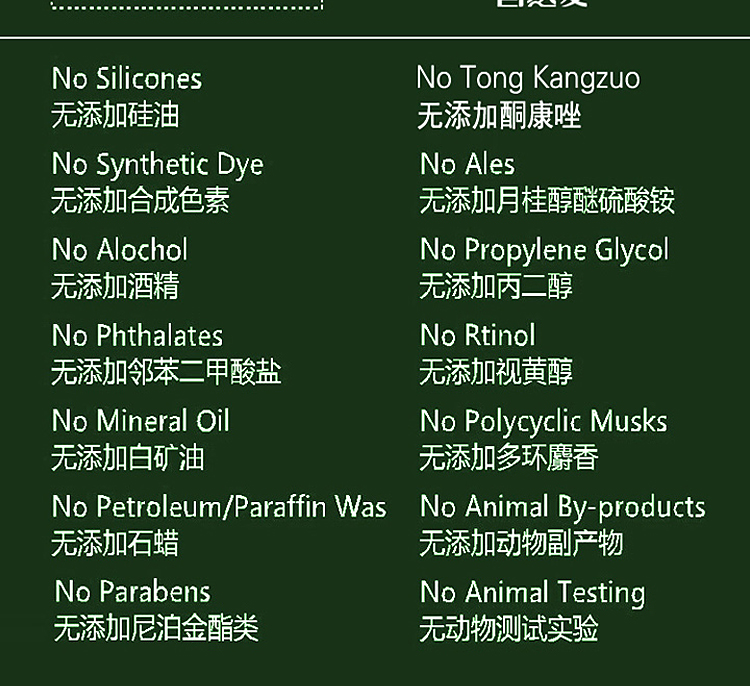 No Silicones
无添加硅油
No Synthetic Dye
无添加合成色素
No Alochol
无添加酒精
No Phthalates
无添加邻苯二甲酸盐
No Mineral Oil
无添加白矿油
No Petroleum/Paraffin Was
无添加石蜡
No Parabens
无添加尼泊金酯类
No Tong Kangzuo
无添加酮康唑
No Ales
无添加月桂醇醚硫酸铵
No Propylene Glycol
无添加丙二醇
No Rtinol
无添加视黄醇
No Polycyclic Musks
无添加多环麝香
No Animal By-products
无添加动物副产物
No Animal Testing
无动物测试实验